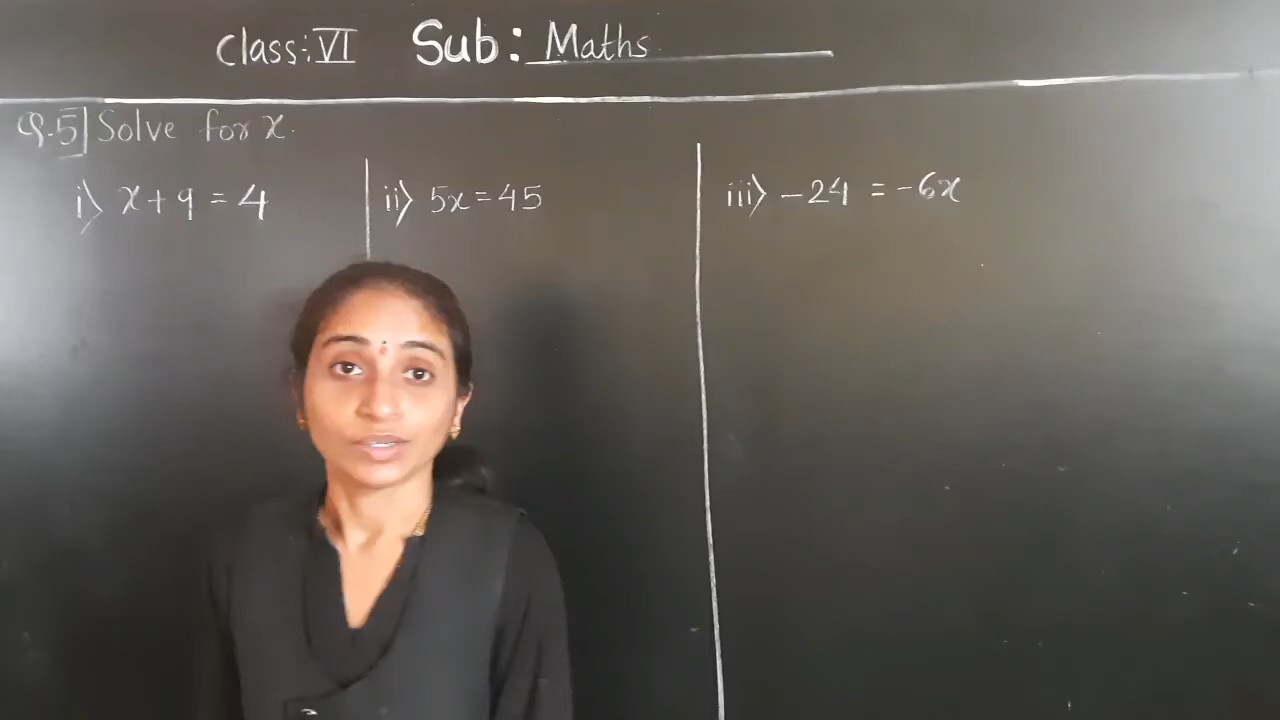 Class: VI Sub: Maths
Q.5] Solve for x.
i) x + 9 = 4
ii) 5x = 45
iii) -24 = -6x